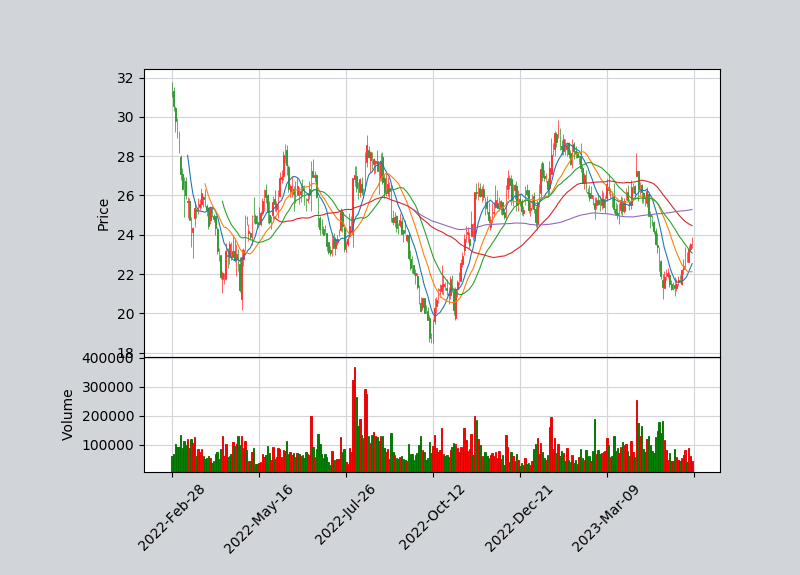 32
30
28
26
24
22
20
18
Price
400000
300000
200000
100000
Volume
2022-Feb-28
2022-May-16
2022-Jul-26
2022-Oct-12
2022-Dec-21
2023-Mar-09